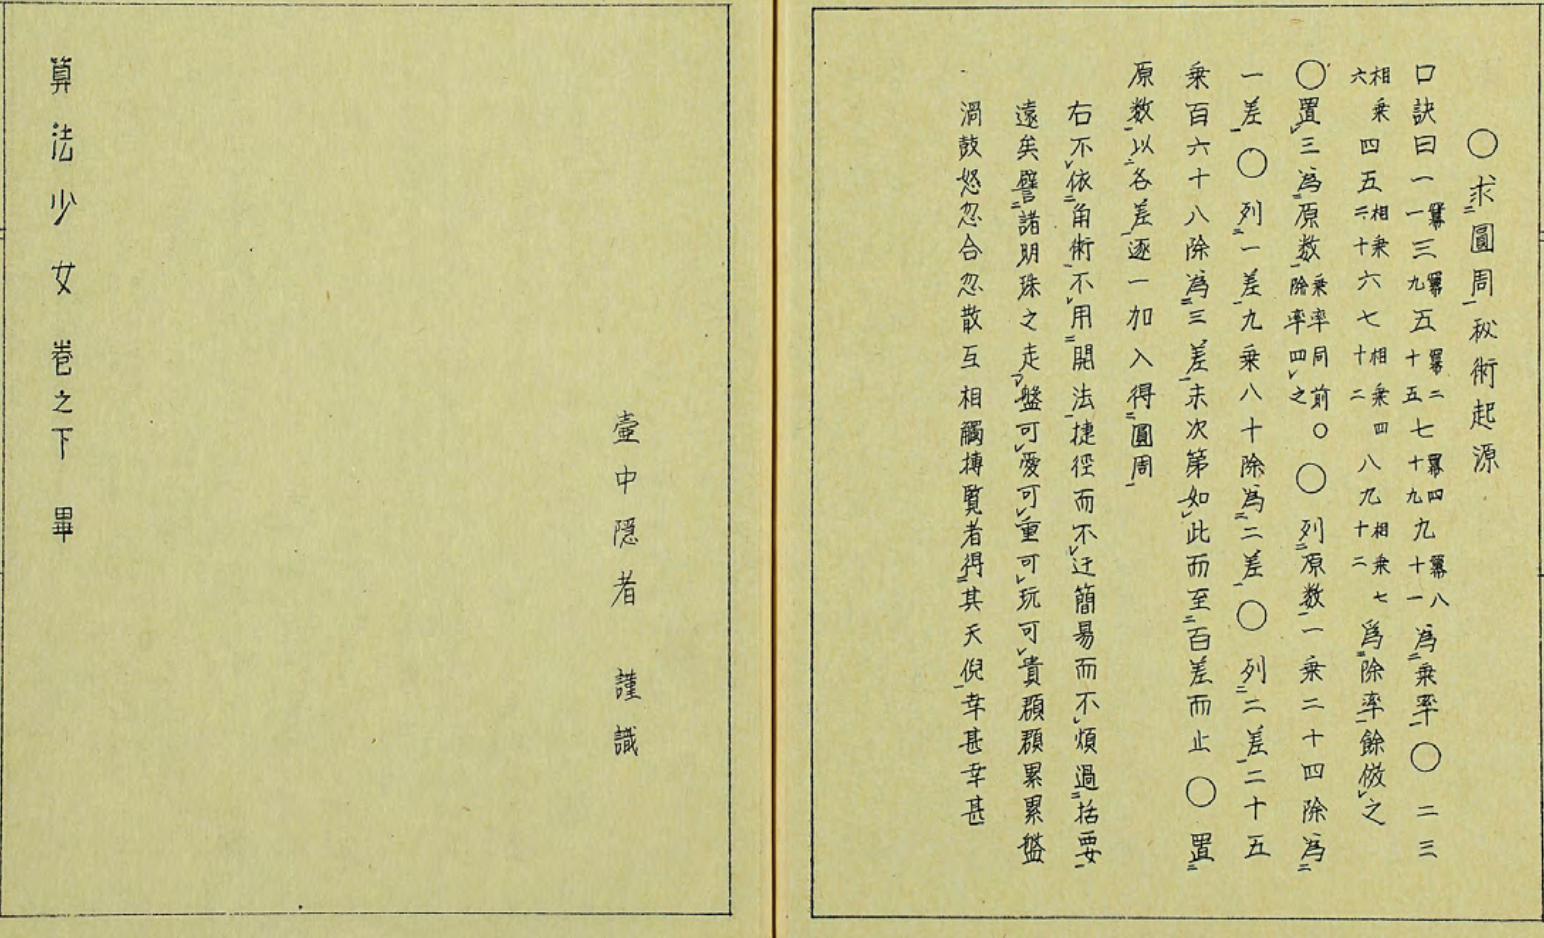 〇求圓周秘術起源
口訣曰一冪一三冪九五冪二十五七冪四十九九冪八十一為乗率〇二三
相乗六四五相乗二十六七相乗四十二八九相乗七十二為除率餘倣之
〇置三為原数乗率同前除率四之〇〇列原数一乗二十四除為
一差〇列一差九乗八十除為二差〇列二差二十五
乗百六十八除為三差末次第如此而至百差而止〇置
原数以各差逐一加入得圓周
右不依角術不用開法捷徑而不迂簡易而不煩過括要
遠矣譬諸明珠之走盤可愛可重可玩可貴顆顆累累盤
渦鼓怒忽合忽散互相觸搏覧者得其天倪幸甚幸甚
壷中隠者 謹識
算法少女 巻之下 畢